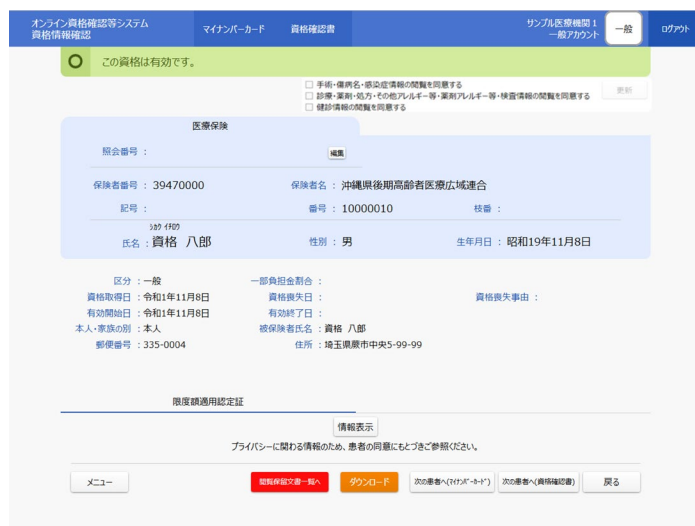 オンライン資格確認等システム
資格情報確認
マイナンバーカード
資格確認書
サンプル医療機関1
一般アカウント
一般
ログアウト
この資格は有効です。
手術・傷病名・感染症情報の閲覧を同意する
診療・薬剤・処方・その他アレルギー等・薬剤アレルギー等・検査情報の閲覧を同意する
健診情報の閲覧を同意する
更新
医療保険
照会番号 :
編集
保険者番号 : 39470000 保険者名 : 沖縄県後期高齢者医療広域連合
記号 : 番号 : 10000010 枝番 :
氏名 : 資格 八郎 性別 : 男 生年月日 : 昭和19年11月8日
区分 : 一般 一部負担金割合 :
資格取得日 : 令和1年11月8日 資格喪失日 : 資格喪失事由 :
有効開始日 : 令和1年11月8日 有効終了日 :
本人・家族の別 : 本人 被保険者氏名 : 資格 八郎
郵便番号 : 335-0004 住所 : 埼玉県蕨市中央5-99-99
限度額適用認定証
情報表示
プライバシーに関わる情報のため、患者の同意にもとづきご参照ください。
メニュー 閲覧保留文書一覧へ ダウンロード 次の患者へ(マイナンバーカード) 次の患者へ(資格確認書) 戻る